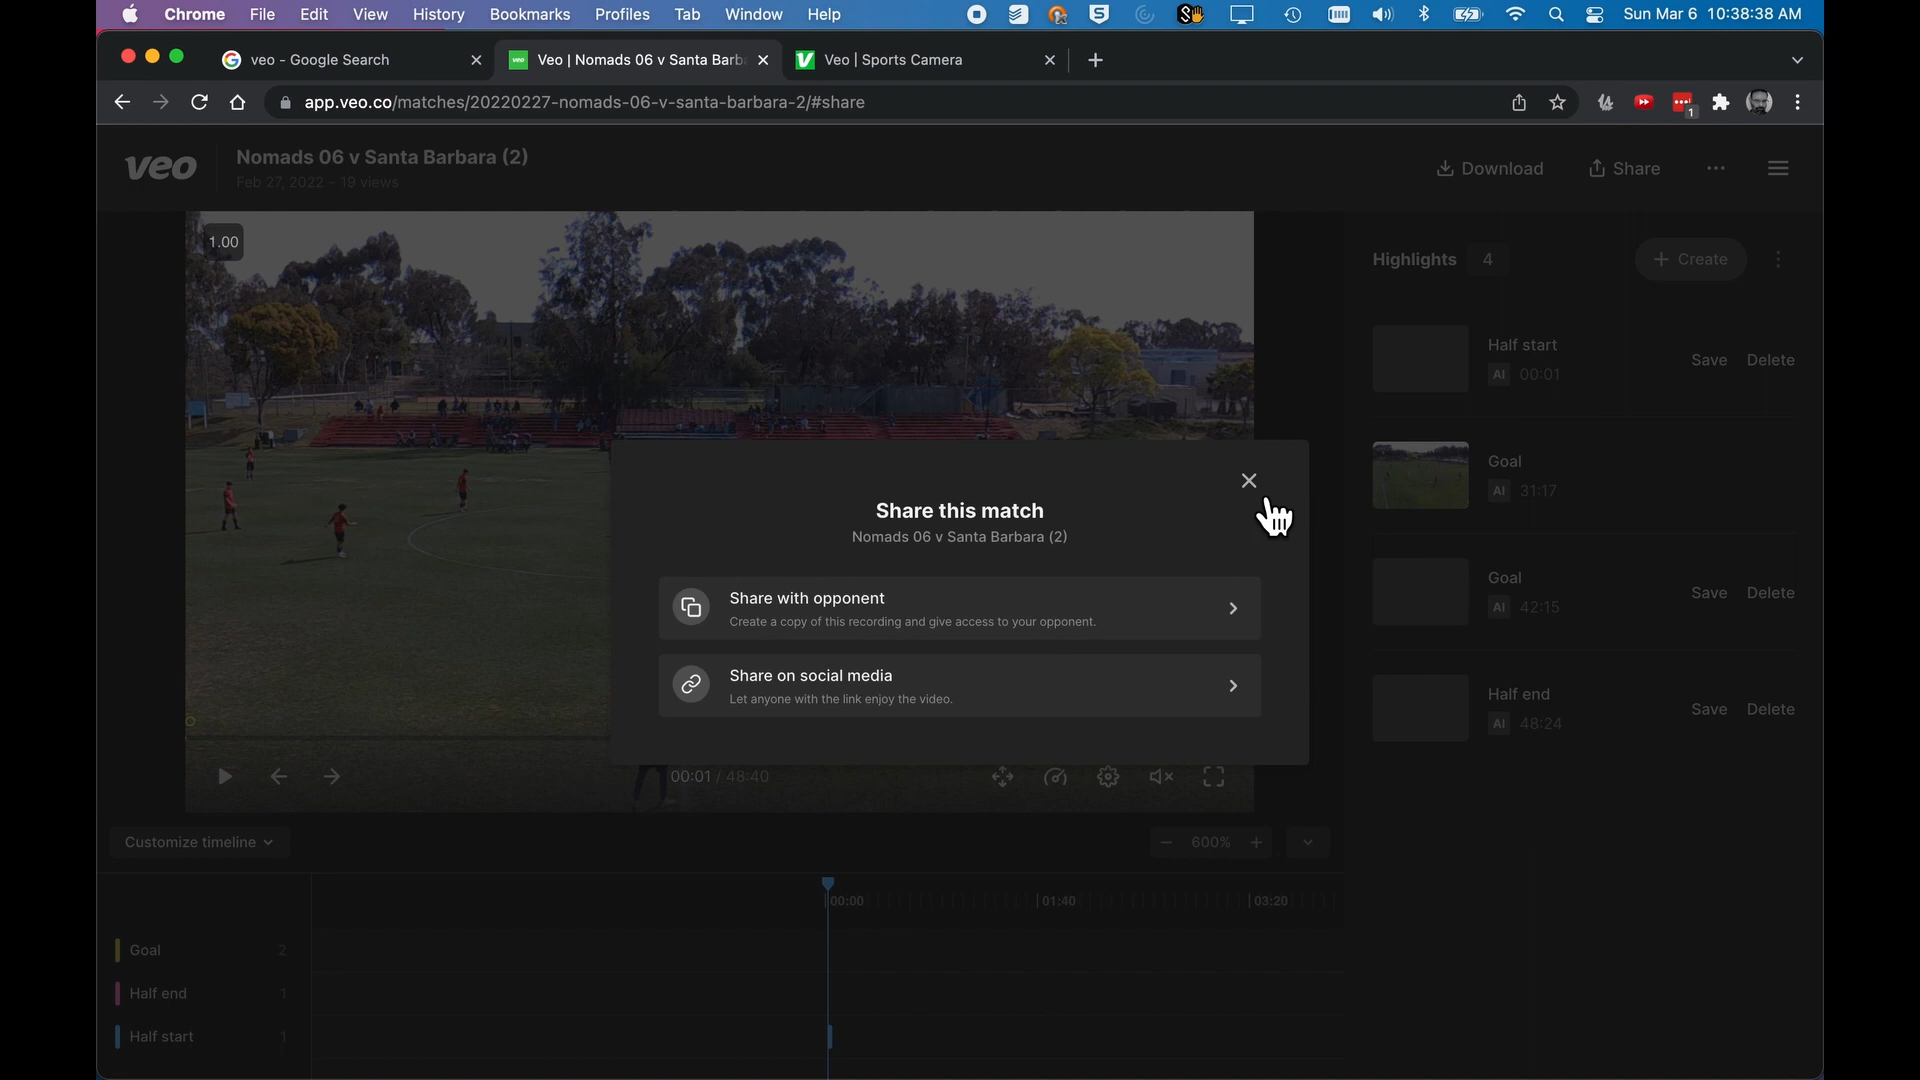 Chrome File Edit View History Bookmarks Profiles Tab Window Help Sun Mar 6 10:38:38 AM
veo - Google Search
Veo | Nomads 06 v Santa Barb
Veo | Sports Camera
app.veo.co/matches/20220227-nomads-06-v-santa-barbara-2/#share
1
veo
Nomads 06 v Santa Barbara (2)
Feb 27, 2022 - 19 views
Download
Share
1.00
Highlights 4
Create
Half start
AI 00:01
Save Delete
Goal
AI 31:17
Goal
AI 42:15
Save Delete
Half end
AI 48:24
Save Delete
Share this match
Nomads 06 v Santa Barbara (2)
Share with opponent
Create a copy of this recording and give access to your opponent.
Share on social media
Let anyone with the link enjoy the video.
00:01 / 48:40
Customize timeline
600%
00:00 01:40 03:20
Goal 2
Half end 1
Half start 1